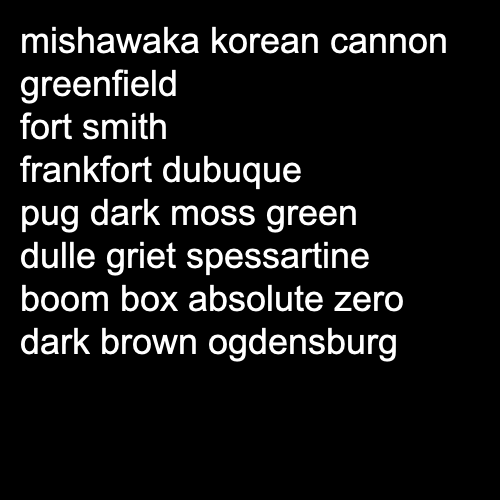 mishawaka korean cannon
greenfield
fort smith
frankfort dubuque
pug dark moss green
dulle griet spessartine
boom box absolute zero
dark brown ogdensburg